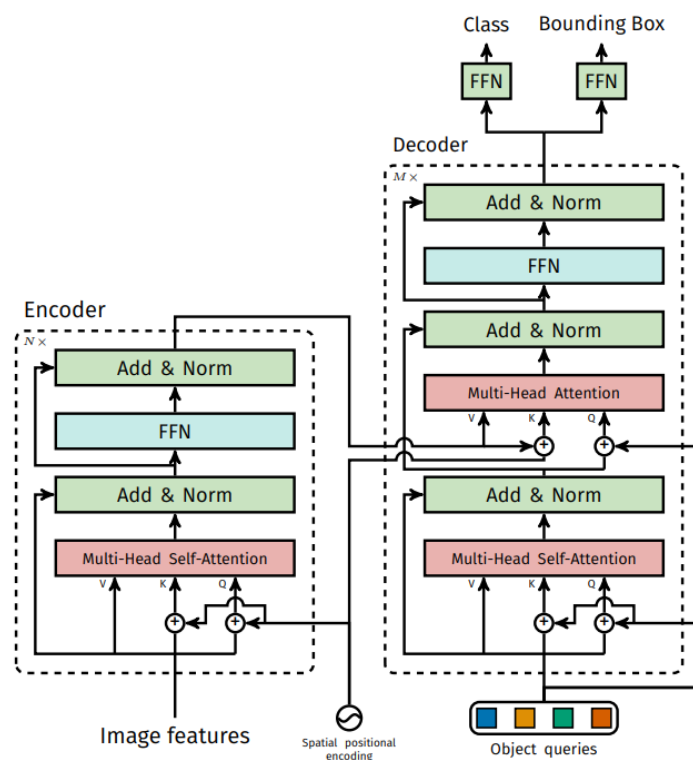 Class
Bounding Box
FFN
FFN
Decoder
M ×
Add & Norm
FFN
Add & Norm
Multi-Head Attention
V
K
Q
Add & Norm
Multi-Head Self-Attention
V
K
Q
Object queries
Encoder
N ×
Add & Norm
FFN
Add & Norm
Multi-Head Self-Attention
V
K
Q
Image features
Spatial positional
encoding